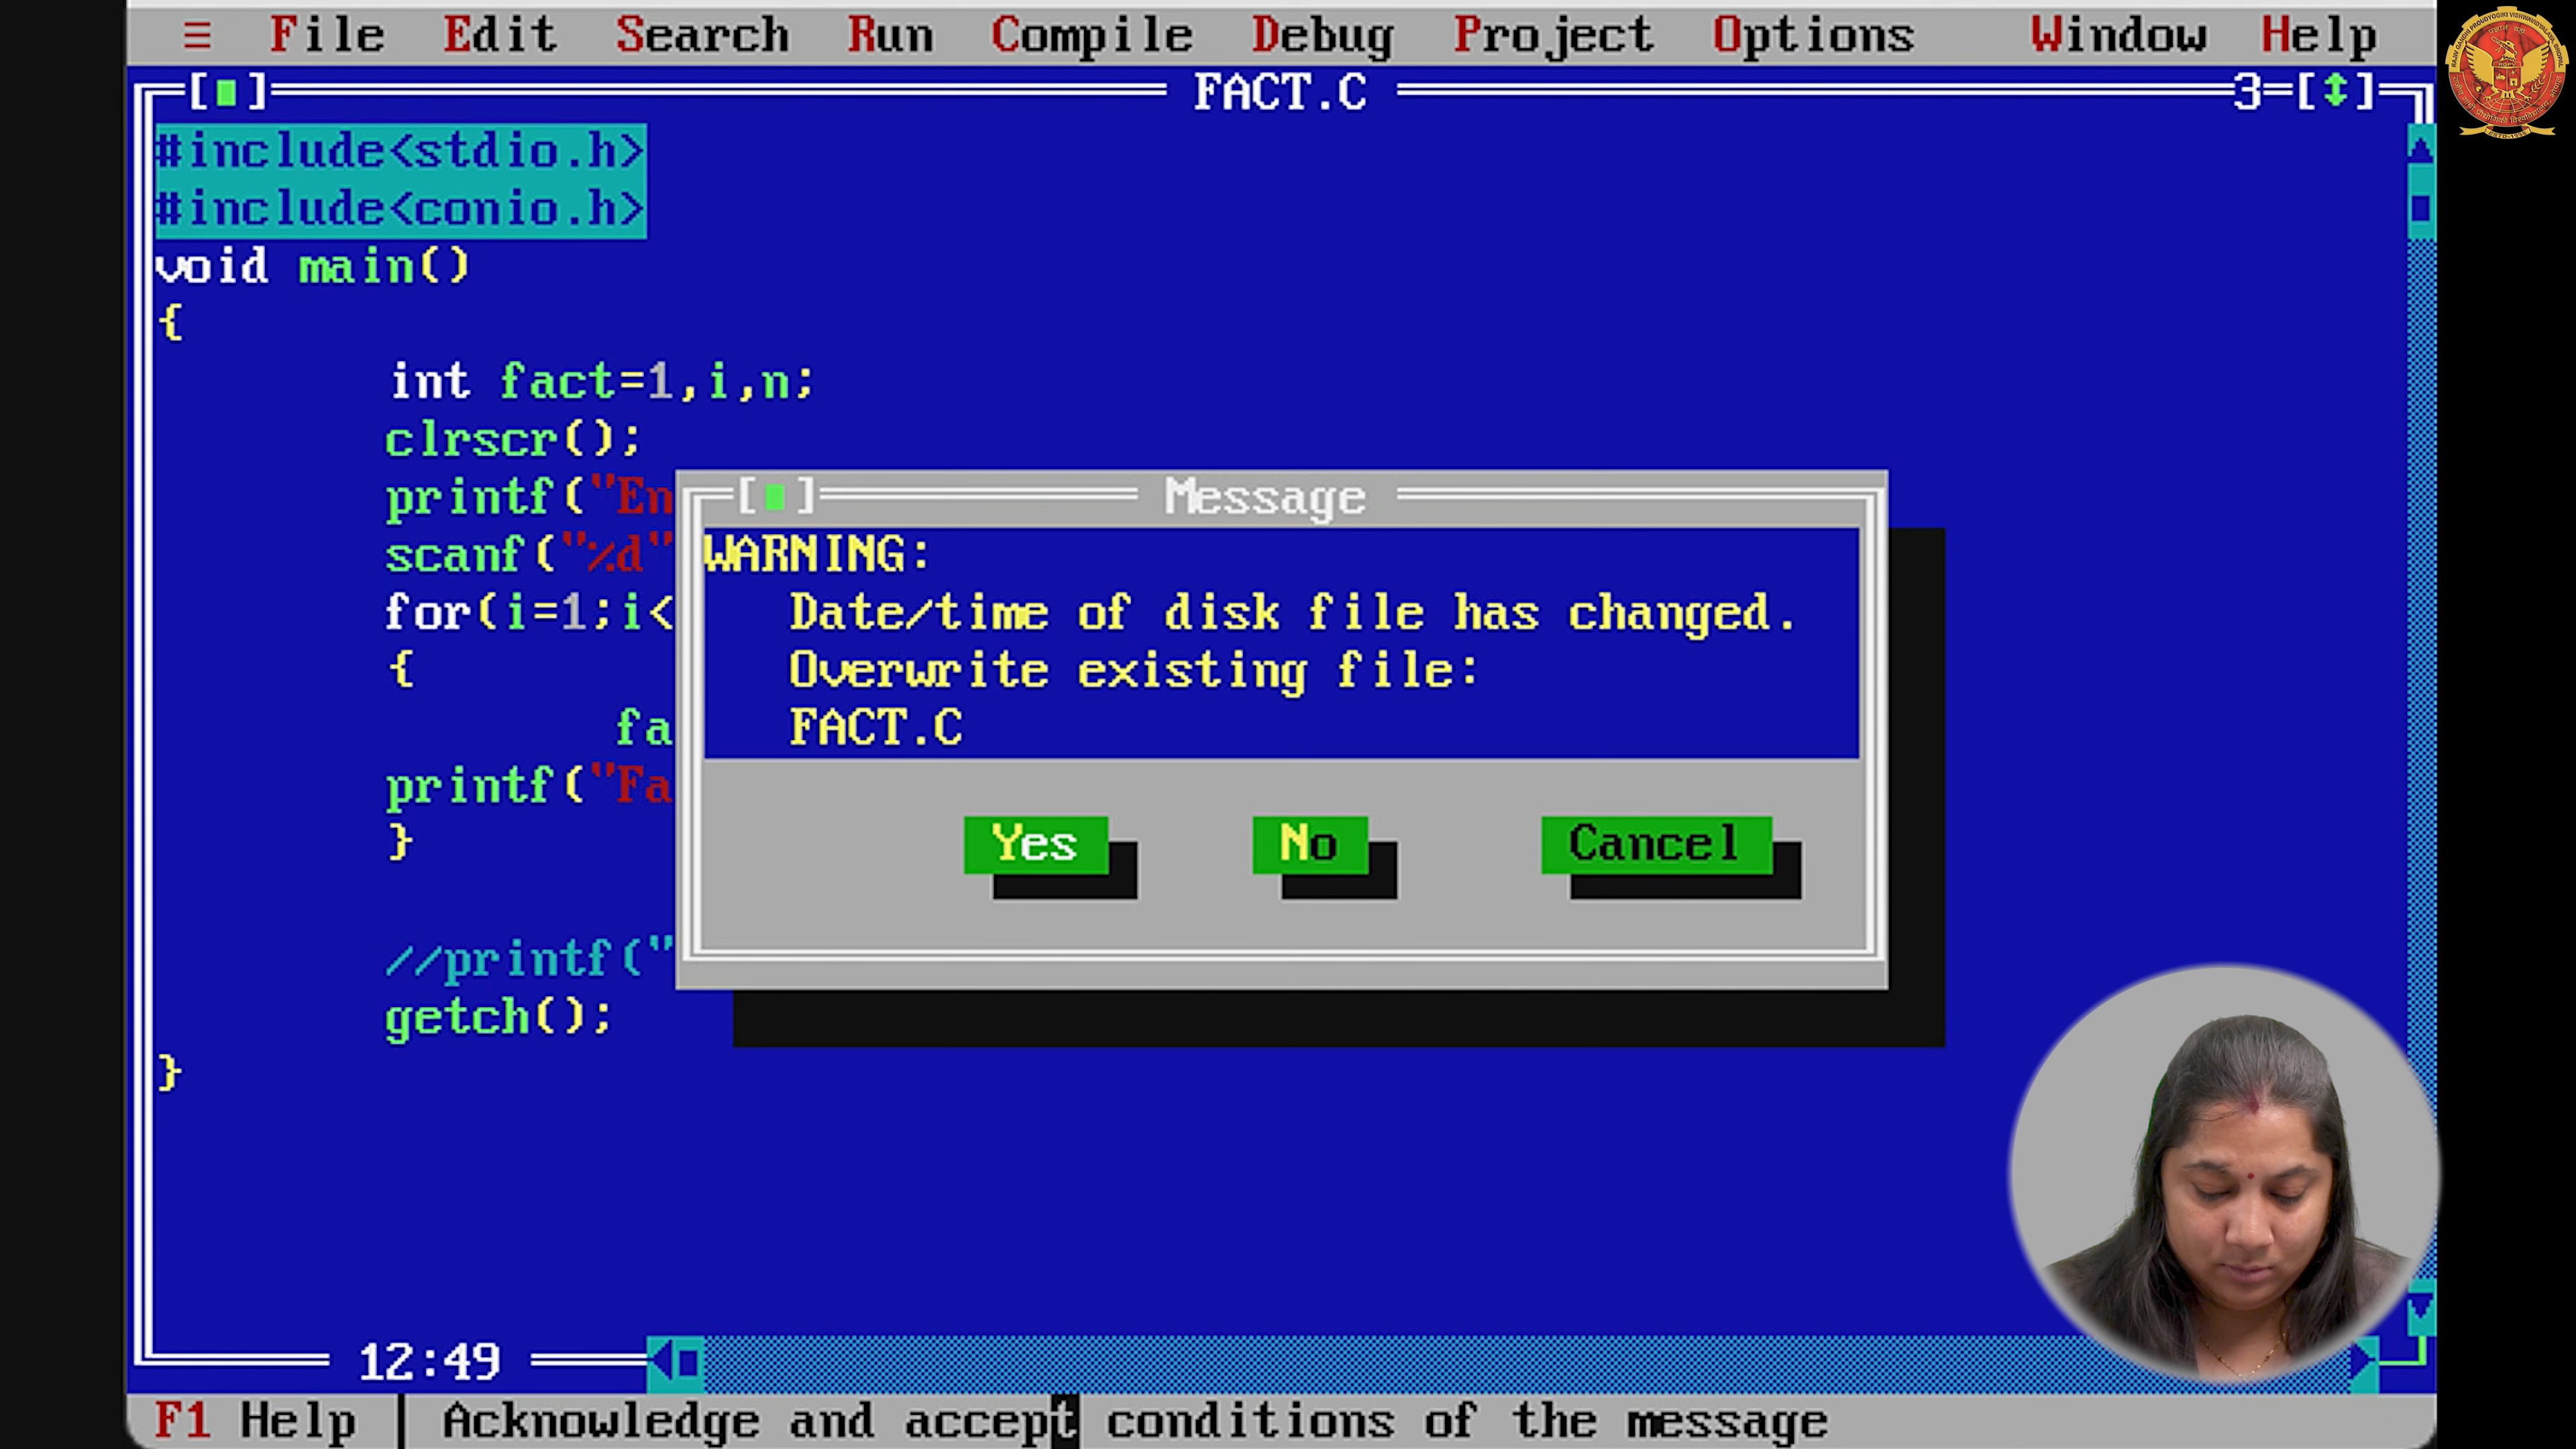 ≡ File Edit Search Run Compile Debug Project Options Window Help
[■] FACT.C 3=[↕]
#include<stdio.h>
#include<conio.h>
void main()
{
int fact=1,i,n;
clrscr();
printf("En
scanf("%d"
for(i=1;i<
{
fa
printf("Fa
}
//printf("
getch();
}
[■] Message
WARNING:
Date/time of disk file has changed.
Overwrite existing file:
FACT.C
Yes No Cancel
12:49
F1 Help | Acknowledge and accept conditions of the message